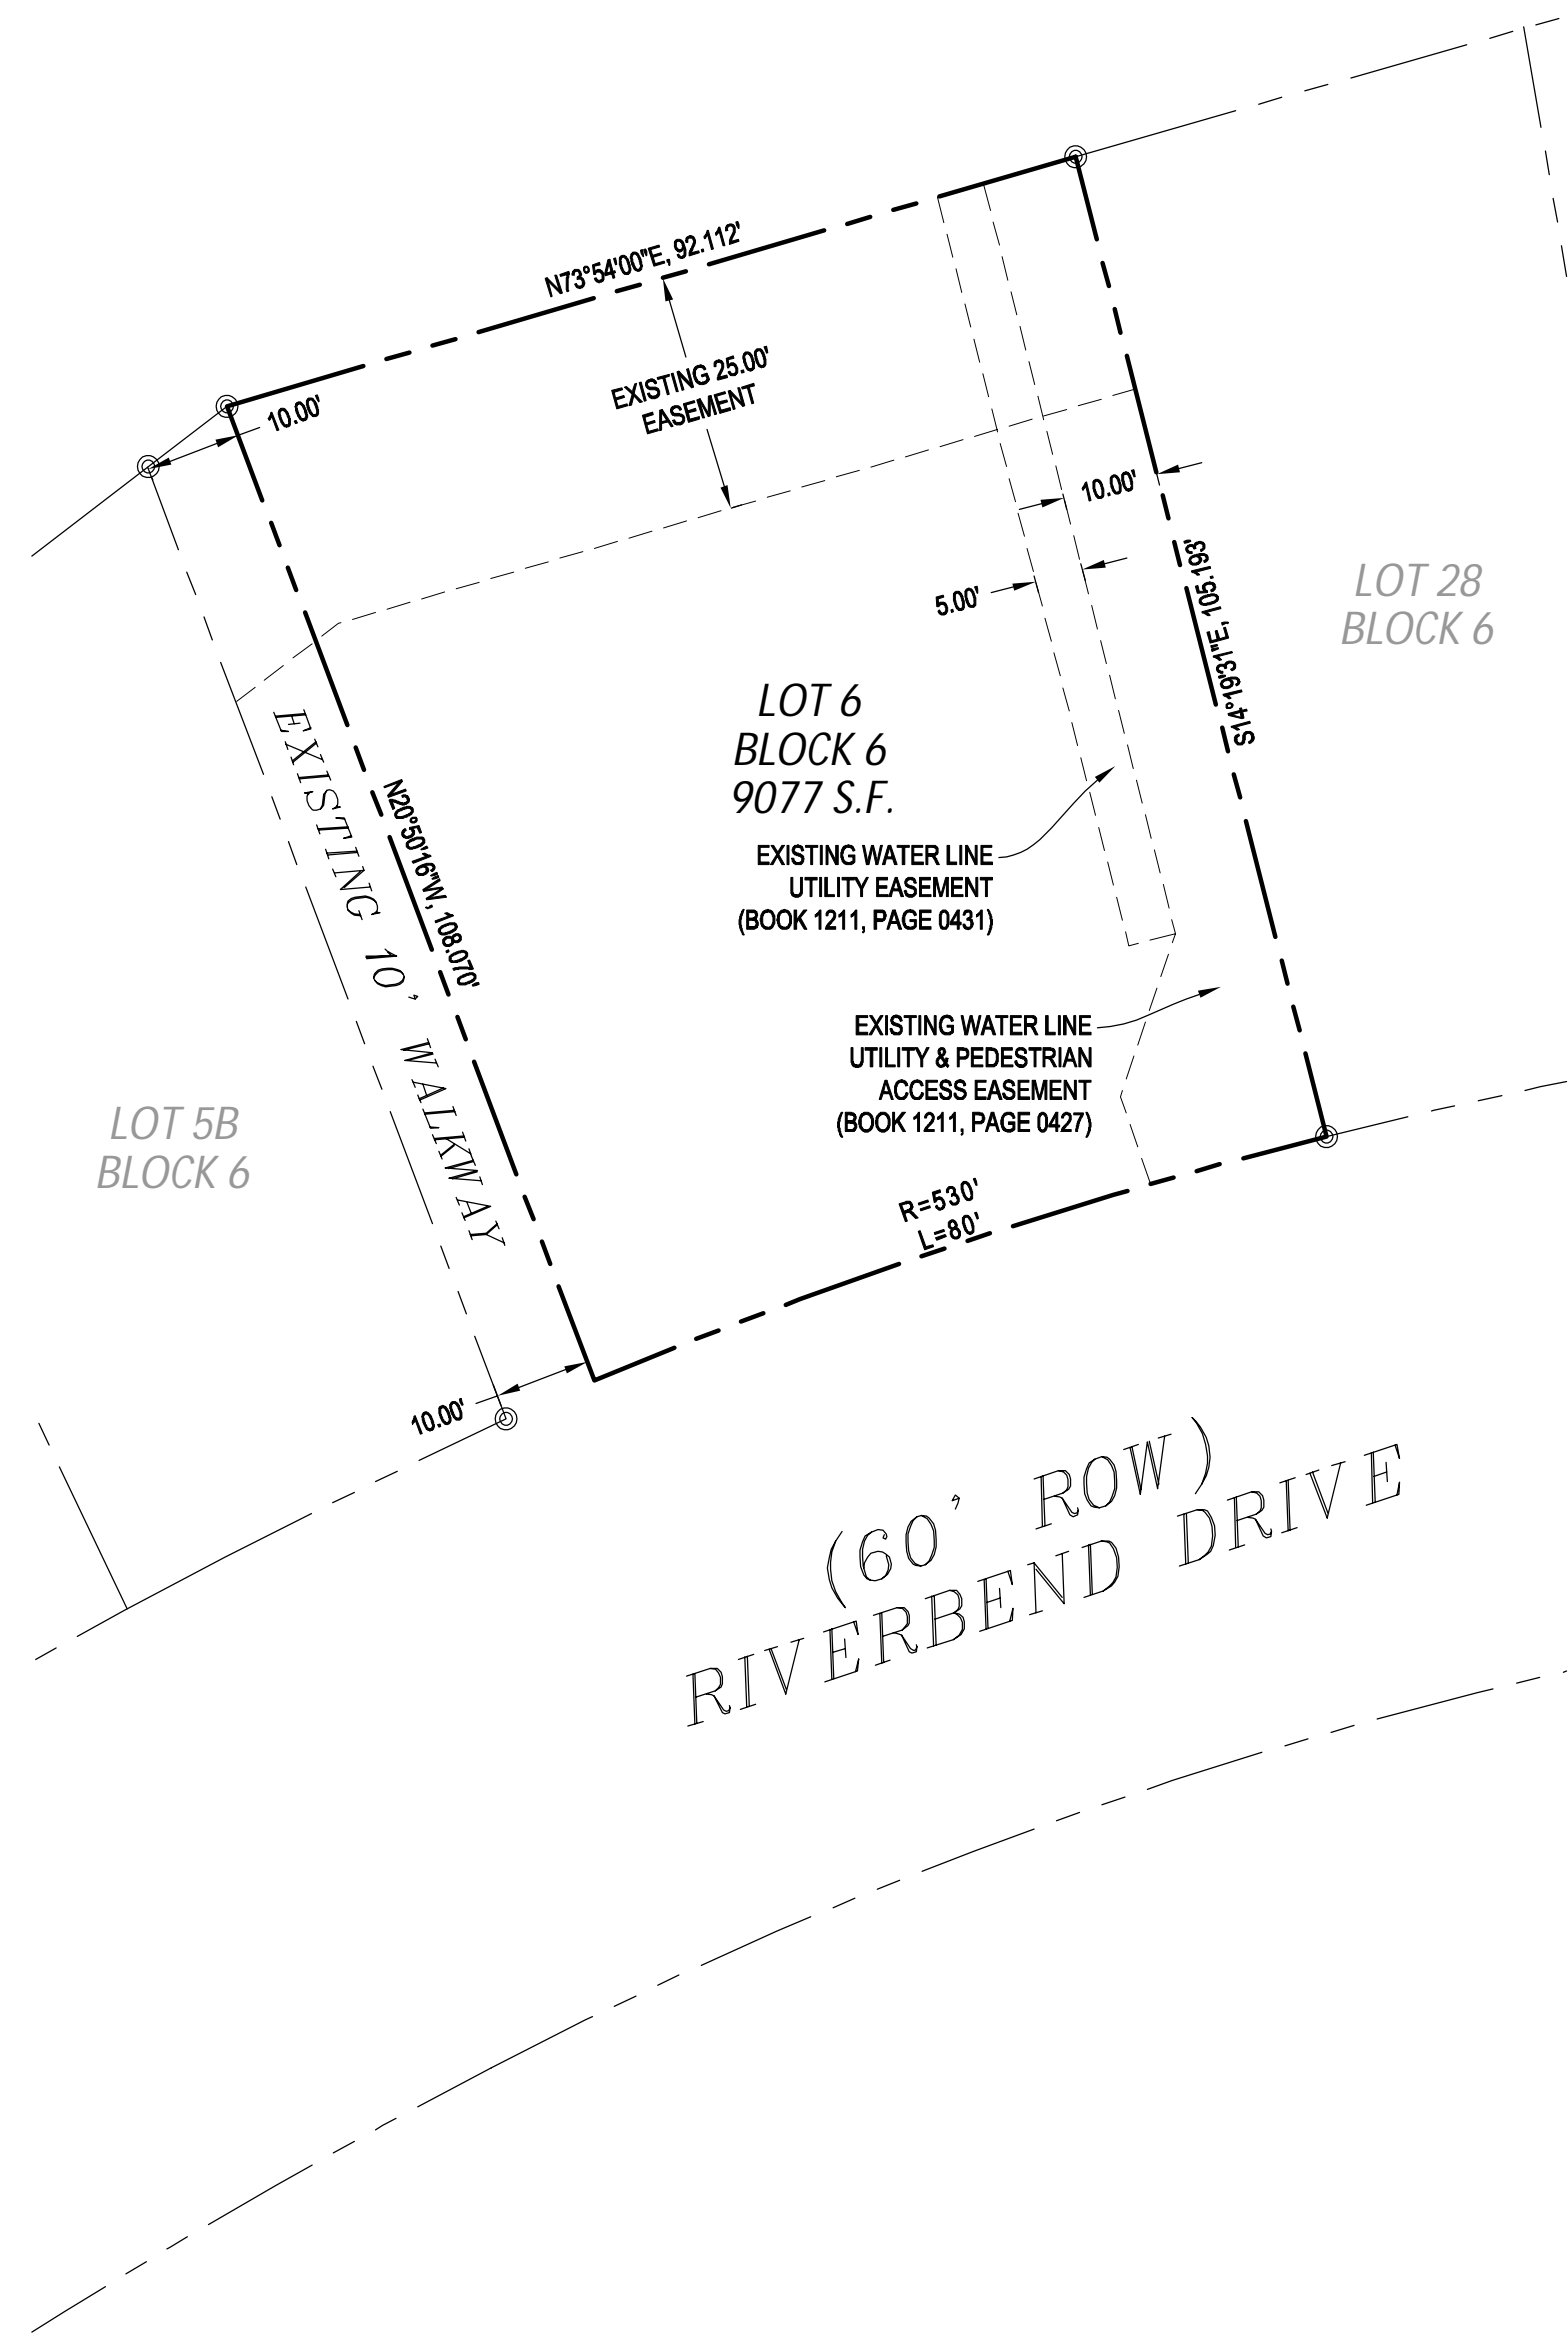 N73°54'00"E, 92.112'
EXISTING 25.00'
EASEMENT
10.00'
10.00'
5.00'
S14°19'31"E, 105.193'
LOT 28
BLOCK 6
LOT 6
BLOCK 6
9077 S.F.
EXISTING WATER LINE
UTILITY EASEMENT
(BOOK 1211, PAGE 0431)
EXISTING 10' WALKWAY
N20°50'16"W, 108.070'
EXISTING WATER LINE
UTILITY & PEDESTRIAN
ACCESS EASEMENT
(BOOK 1211, PAGE 0427)
LOT 5B
BLOCK 6
R=530'
L=80'
10.00'
(60' ROW)
RIVERBEND DRIVE